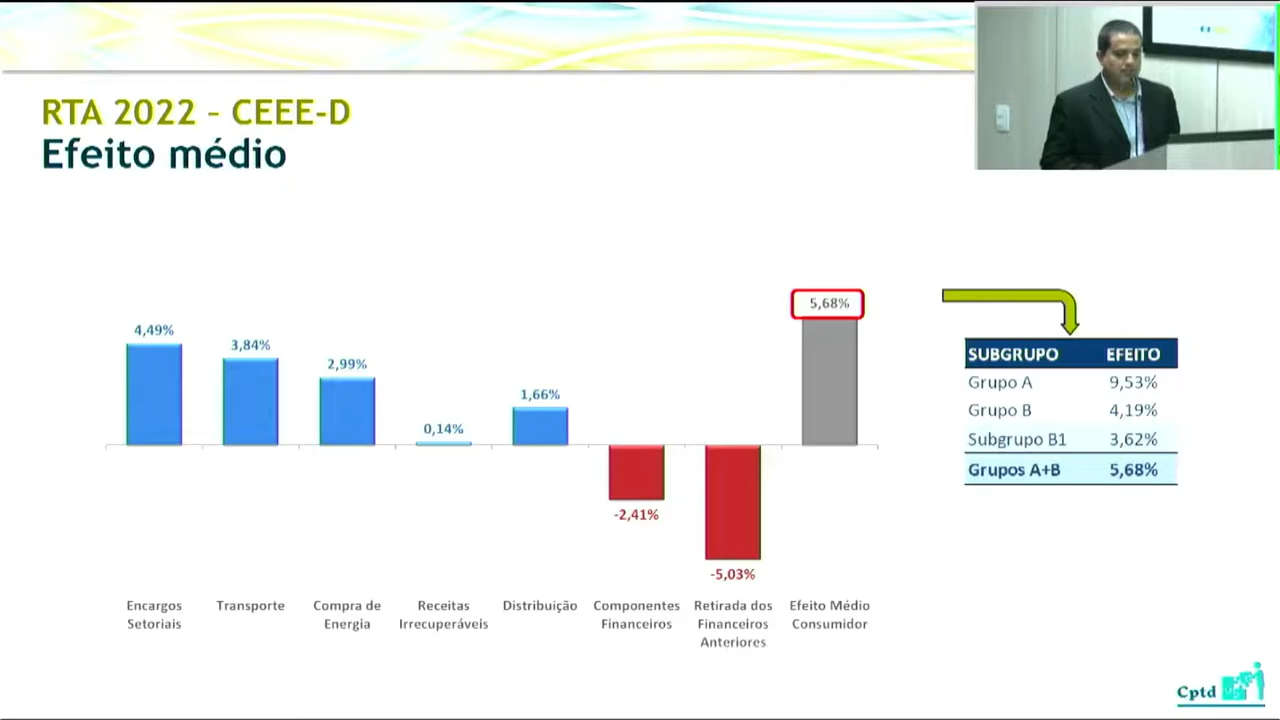 RTA 2022 – CEEE-D
Efeito médio
4,49%
3,84%
2,99%
0,14%
1,66%
-2,41%
-5,03%
5,68%
Encargos
Setoriais
Transporte
Compra de
Energia
Receitas
Irrecuperáveis
Distribuição
Componentes
Financeiros
Retirada dos
Financeiros
Anteriores
Efeito Médio
Consumidor
SUBGRUPO EFEITO
Grupo A 9,53%
Grupo B 4,19%
Subgrupo B1 3,62%
Grupos A+B 5,68%
Cptd